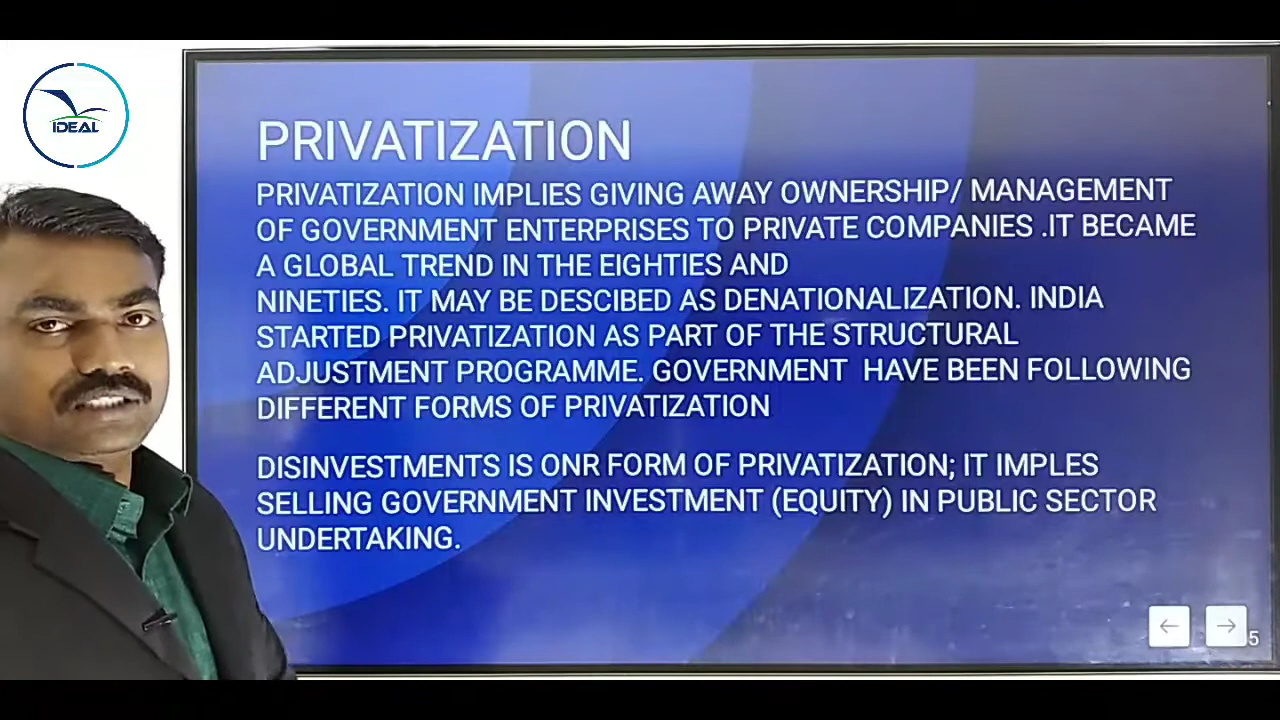 IDEAL
PRIVATIZATION
PRIVATIZATION IMPLIES GIVING AWAY OWNERSHIP/ MANAGEMENT
OF GOVERNMENT ENTERPRISES TO PRIVATE COMPANIES .IT BECAME
A GLOBAL TREND IN THE EIGHTIES AND
NINETIES. IT MAY BE DESCIBED AS DENATIONALIZATION. INDIA
STARTED PRIVATIZATION AS PART OF THE STRUCTURAL
ADJUSTMENT PROGRAMME. GOVERNMENT  HAVE BEEN FOLLOWING
DIFFERENT FORMS OF PRIVATIZATION
DISINVESTMENTS IS ONR FORM OF PRIVATIZATION; IT IMPLES
SELLING GOVERNMENT INVESTMENT (EQUITY) IN PUBLIC SECTOR
UNDERTAKING.
← → 5